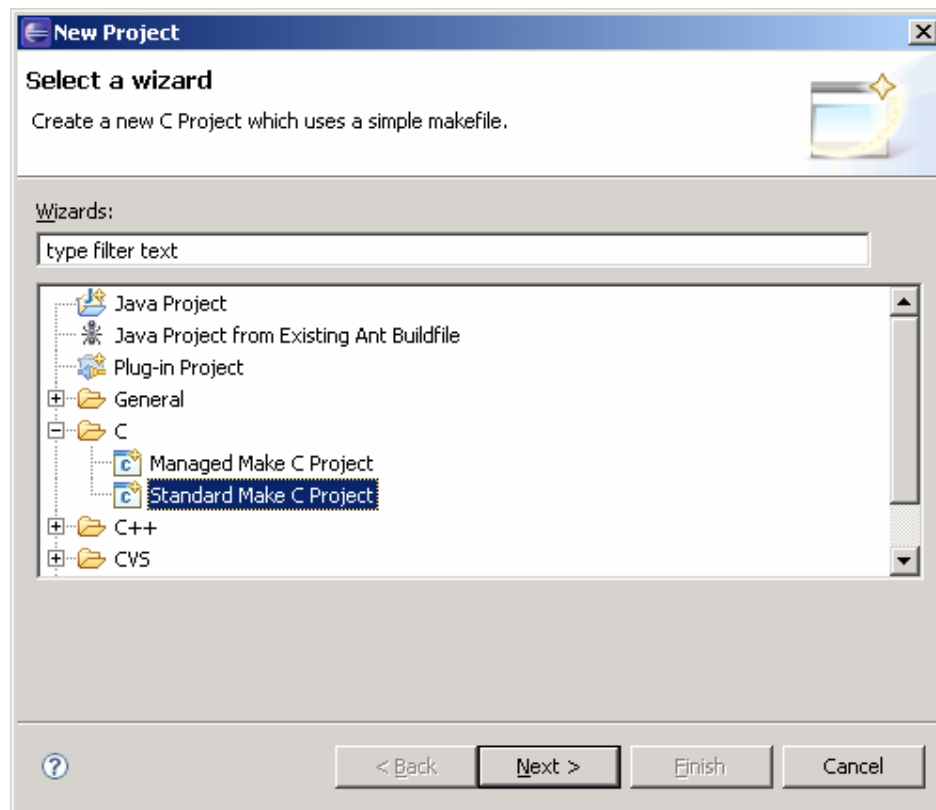 New Project
Select a wizard
Create a new C Project which uses a simple makefile.
Wizards:
type filter text
Java Project
Java Project from Existing Ant Buildfile
Plug-in Project
General
C
Managed Make C Project
Standard Make C Project
C++
CVS
< Back Next > Finish Cancel